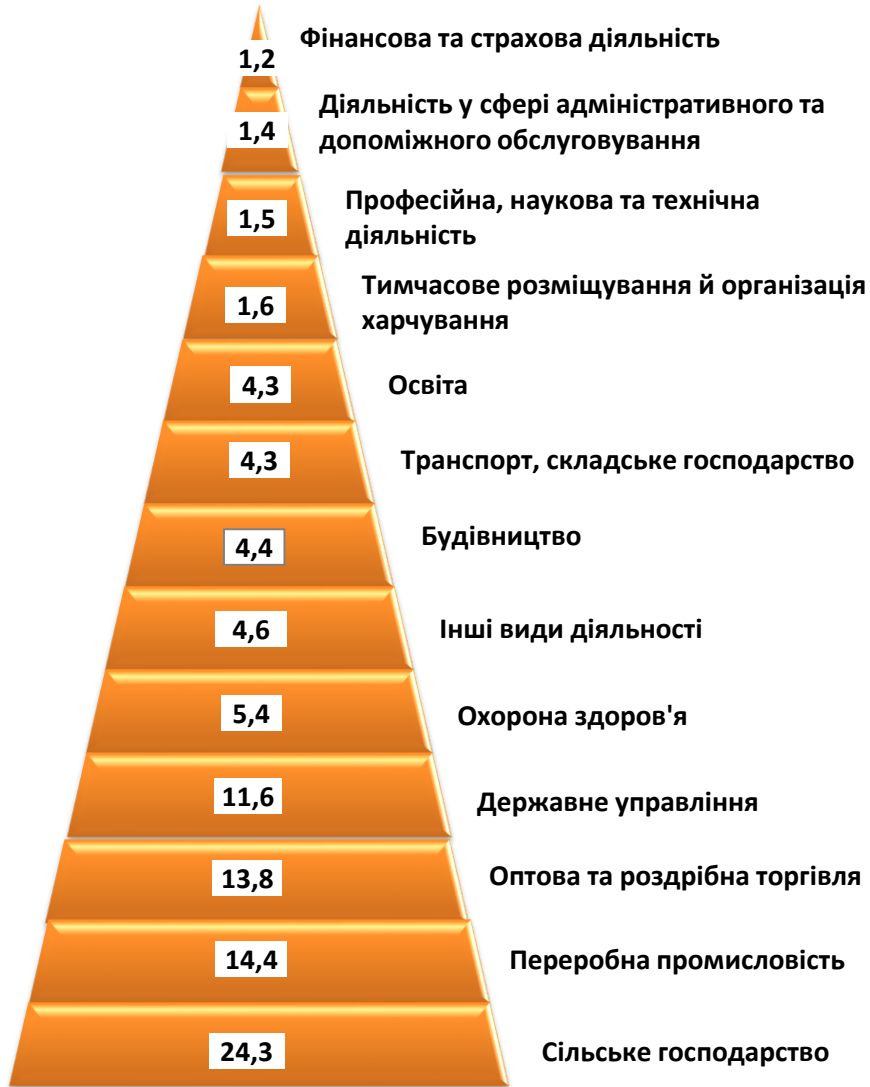 Фінансова та страхова діяльність
1,2
Діяльність у сфері адміністративного та
допоміжного обслуговування
1,4
Професійна, наукова та технічна
діяльність
1,5
Тимчасове розміщування й організація
харчування
1,6
4,3
Освіта
4,3
Транспорт, складське господарство
4,4
Будівництво
4,6
Інші види діяльності
5,4
Охорона здоров'я
11,6
Державне управління
13,8
Оптова та роздрібна торгівля
14,4
Переробна промисловість
24,3
Сільське господарство